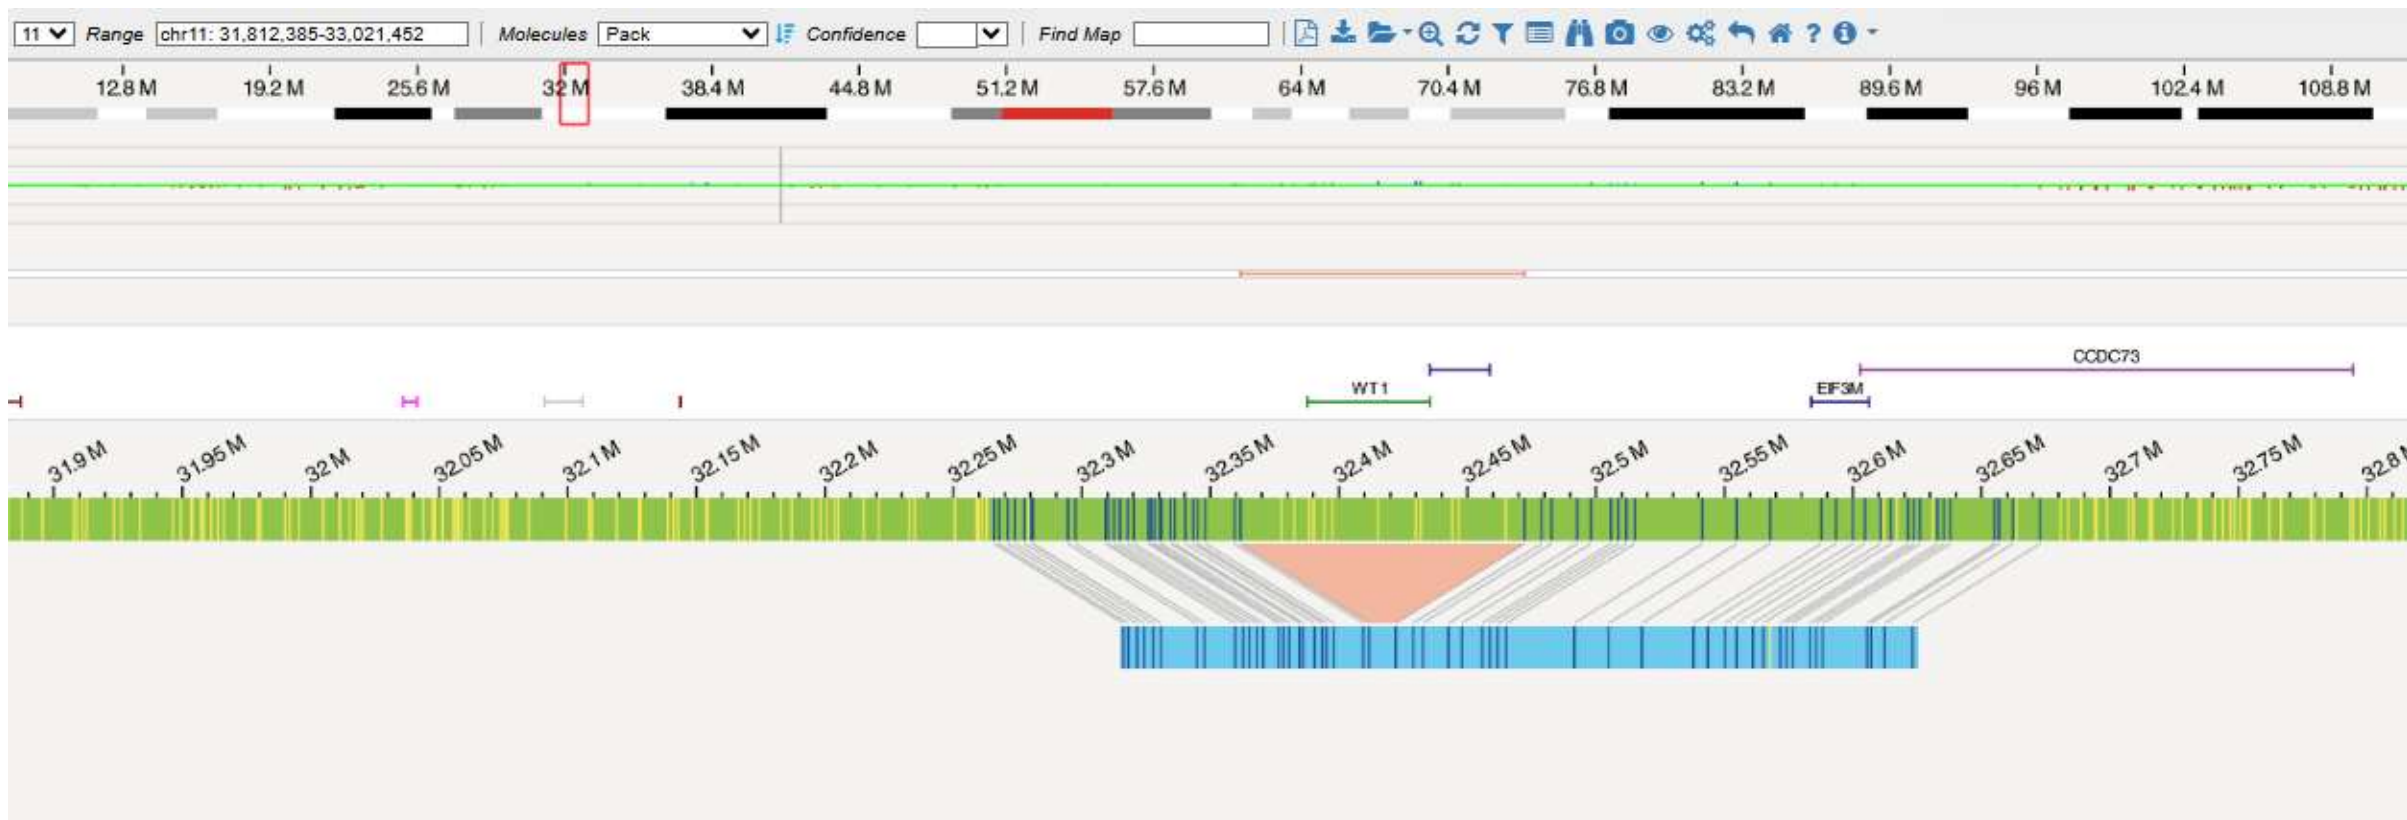 11 Range chr11: 31,812,385-33,021,452 Molecules Pack Confidence Find Map ?
12.8 M 19.2 M 25.6 M 32 M 38.4 M 44.8 M 51.2 M 57.6 M 64 M 70.4 M 76.8 M 83.2 M 89.6 M 96 M 102.4 M 108.8 M
CCDC73
WT1 EIF3M
31.9 M 31.95 M 32 M 32.05 M 32.1 M 32.15 M 32.2 M 32.25 M 32.3 M 32.35 M 32.4 M 32.45 M 32.5 M 32.55 M 32.6 M 32.65 M 32.7 M 32.75 M 32.8